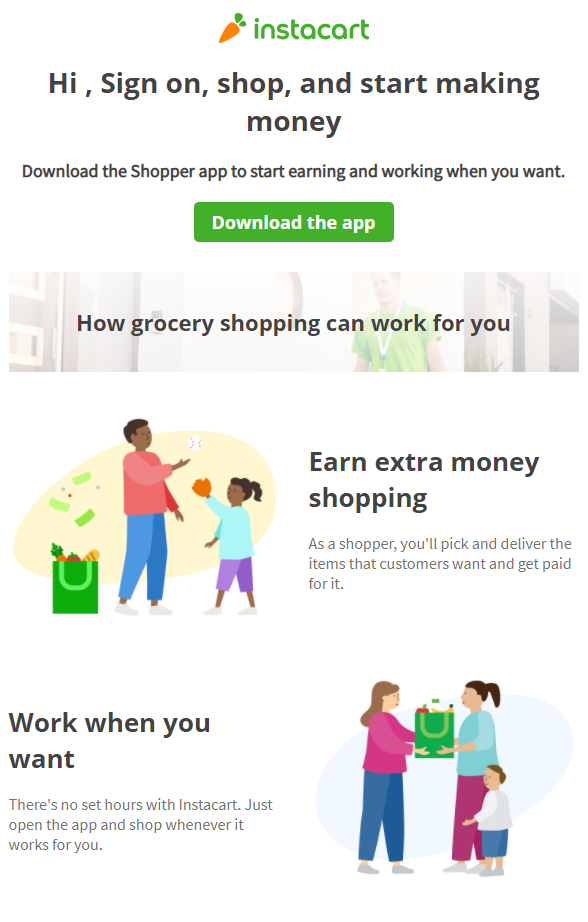 instacart
Hi , Sign on, shop, and start making
money
Download the Shopper app to start earning and working when you want.
Download the app
How grocery shopping can work for you
Earn extra money
shopping
As a shopper, you'll pick and deliver the
items that customers want and get paid
for it.
Work when you
want
There's no set hours with Instacart. Just
open the app and shop whenever it
works for you.